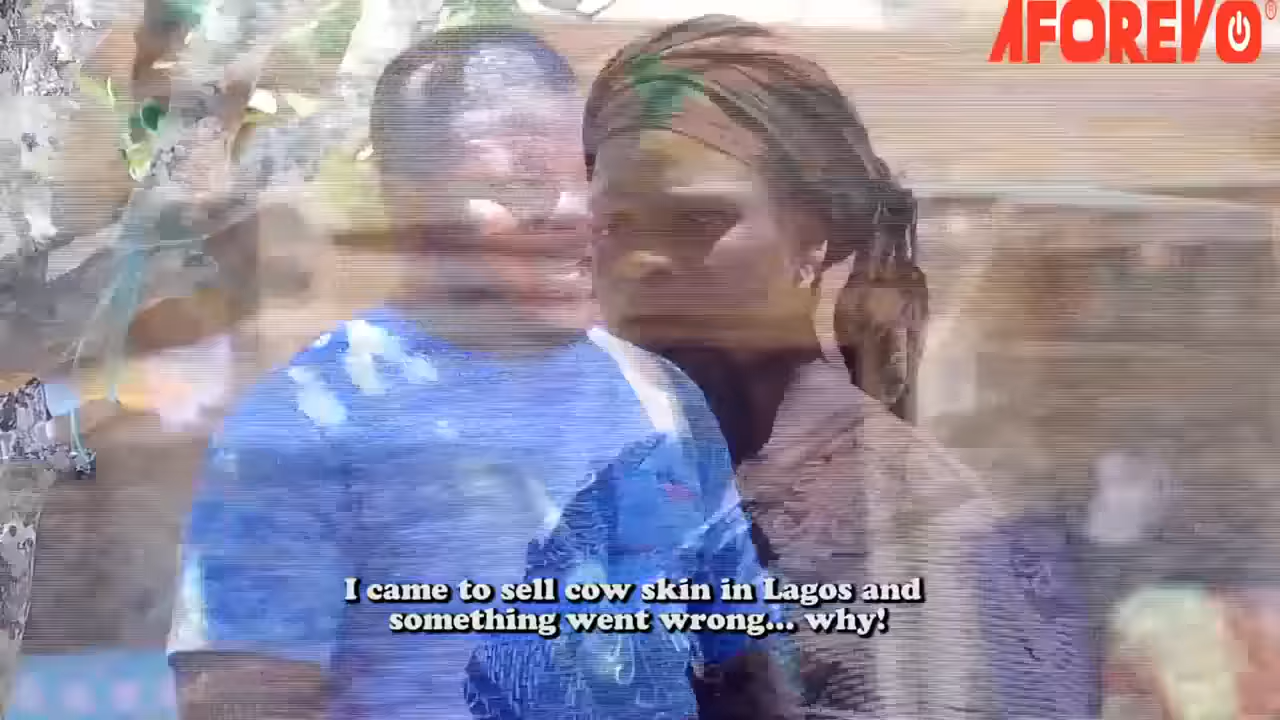 AFOREVO®
I came to sell cow skin in Lagos and
something went wrong... why!